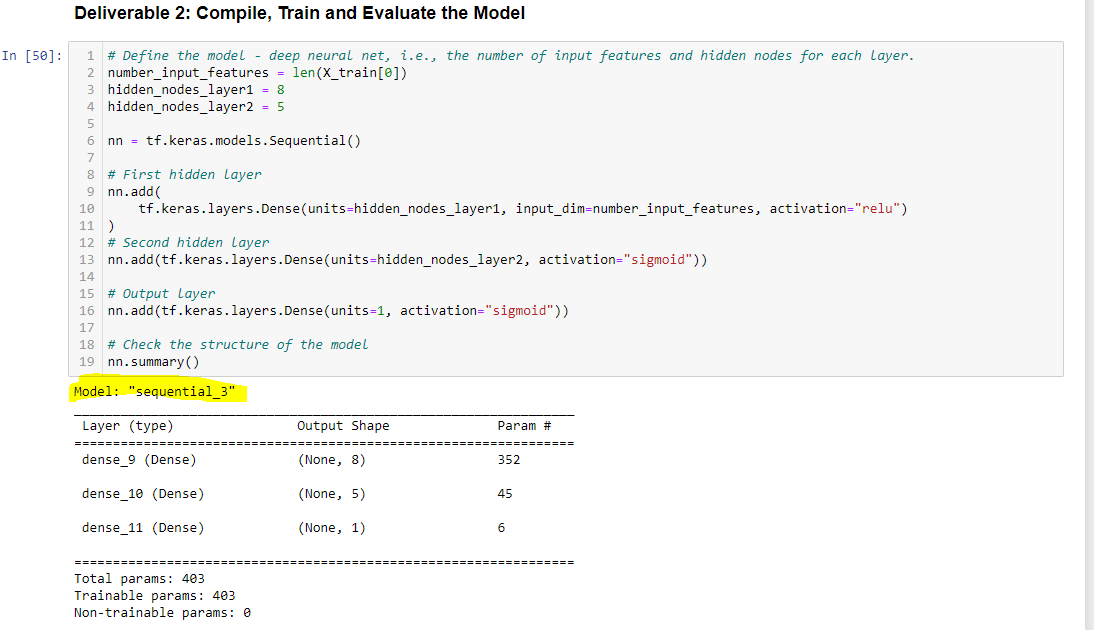 Deliverable 2: Compile, Train and Evaluate the Model
In [50]:
1 # Define the model - deep neural net, i.e., the number of input features and hidden nodes for each layer.
2 number_input_features = len(X_train[0])
3 hidden_nodes_layer1 = 8
4 hidden_nodes_layer2 = 5
5
6 nn = tf.keras.models.Sequential()
7
8 # First hidden layer
9 nn.add(
10     tf.keras.layers.Dense(units=hidden_nodes_layer1, input_dim=number_input_features, activation="relu")
11 )
12 # Second hidden layer
13 nn.add(tf.keras.layers.Dense(units=hidden_nodes_layer2, activation="sigmoid"))
14
15 # Output layer
16 nn.add(tf.keras.layers.Dense(units=1, activation="sigmoid"))
17
18 # Check the structure of the model
19 nn.summary()
Model: "sequential_3"
_________________________________________________________________
Layer (type) Output Shape Param #
=================================================================
dense_9 (Dense) (None, 8) 352
dense_10 (Dense) (None, 5) 45
dense_11 (Dense) (None, 1) 6
=================================================================
Total params: 403
Trainable params: 403
Non-trainable params: 0